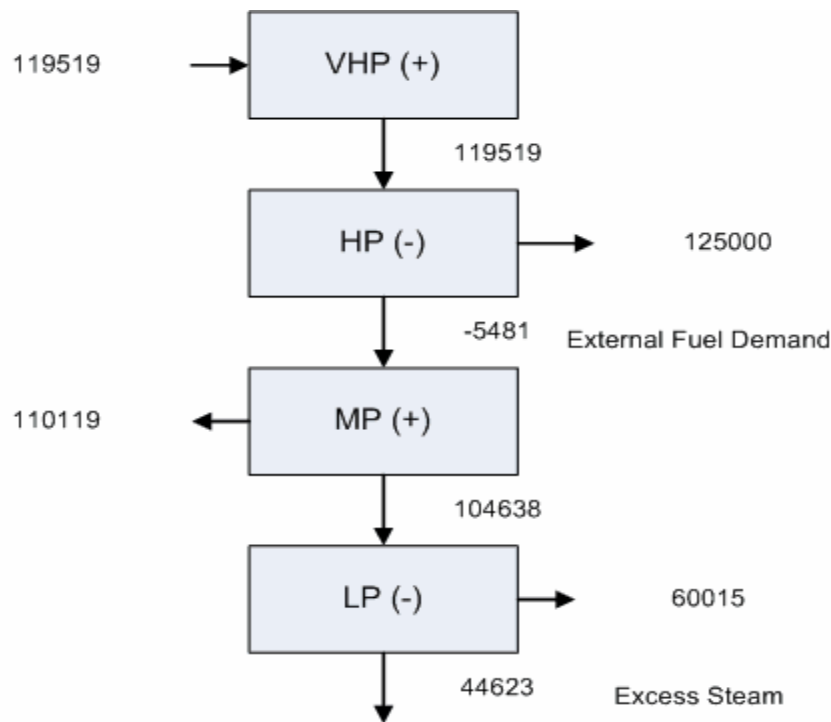 119519
VHP (+)
119519
HP (-)
125000
-5481
External Fuel Demand
110119
MP (+)
104638
LP (-)
60015
44623
Excess Steam